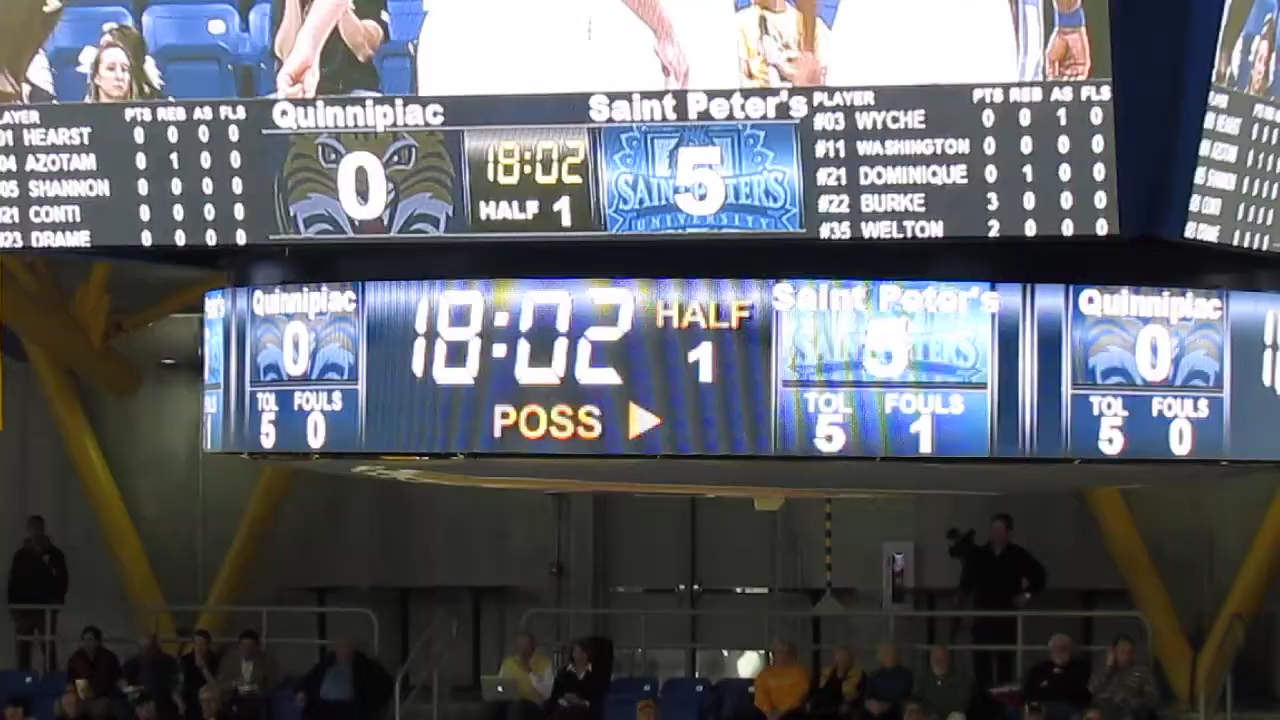 LAYER PTS REB AS FLS
01 HEARST 0 0 0 0
04 AZOTAM 0 1 0 0
05 SHANNON 0 0 0 0
21 CONTI 0 0 0 0
23 DRAME 0 0 0 0
Quinnipiac
0
18:02
HALF 1
Saint Peter's
5
SAINT PETER'S
UNIVERSITY
PLAYER PTS REB AS FLS
#03 WYCHE 0 0 1 0
#11 WASHINGTON 0 0 0 0
#21 DOMINIQUE 0 1 0 0
#22 BURKE 3 0 0 0
#35 WELTON 2 0 0 0
Quinnipiac
0
TOL FOULS
5 0
18:02
HALF
1
POSS
Saint Peter's
5
TOL FOULS
5 1
Quinnipiac
0
TOL FOULS
5 0